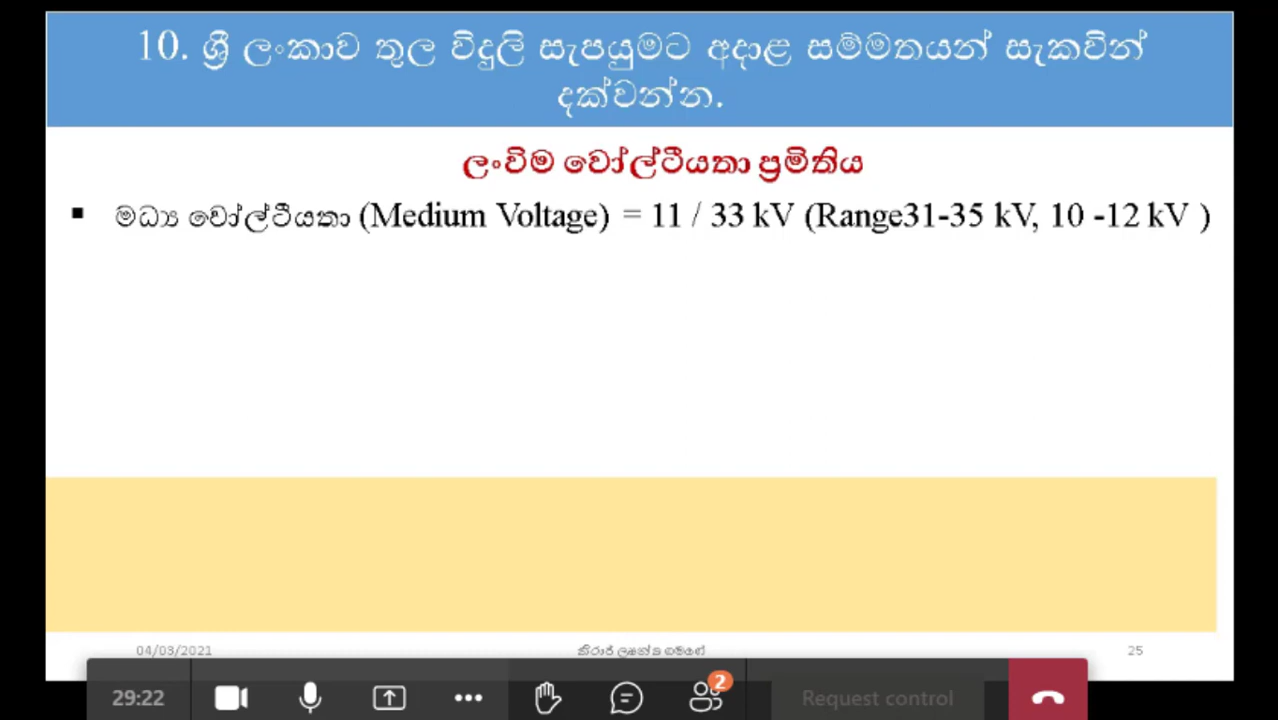 10. ශ්‍රී ලංකාව තුල විදුලි සැපයුමට අදාළ සම්මතයන් සැකවින්
දක්වන්න.
ලංවිම වෝල්ටීයතා ප්‍රමිතිය
▪ මධ්‍ය වෝල්ටීයතා (Medium Voltage) = 11 / 33 kV (Range31-35 kV, 10 -12 kV )
04/03/2021
25
29:22
2
Request control